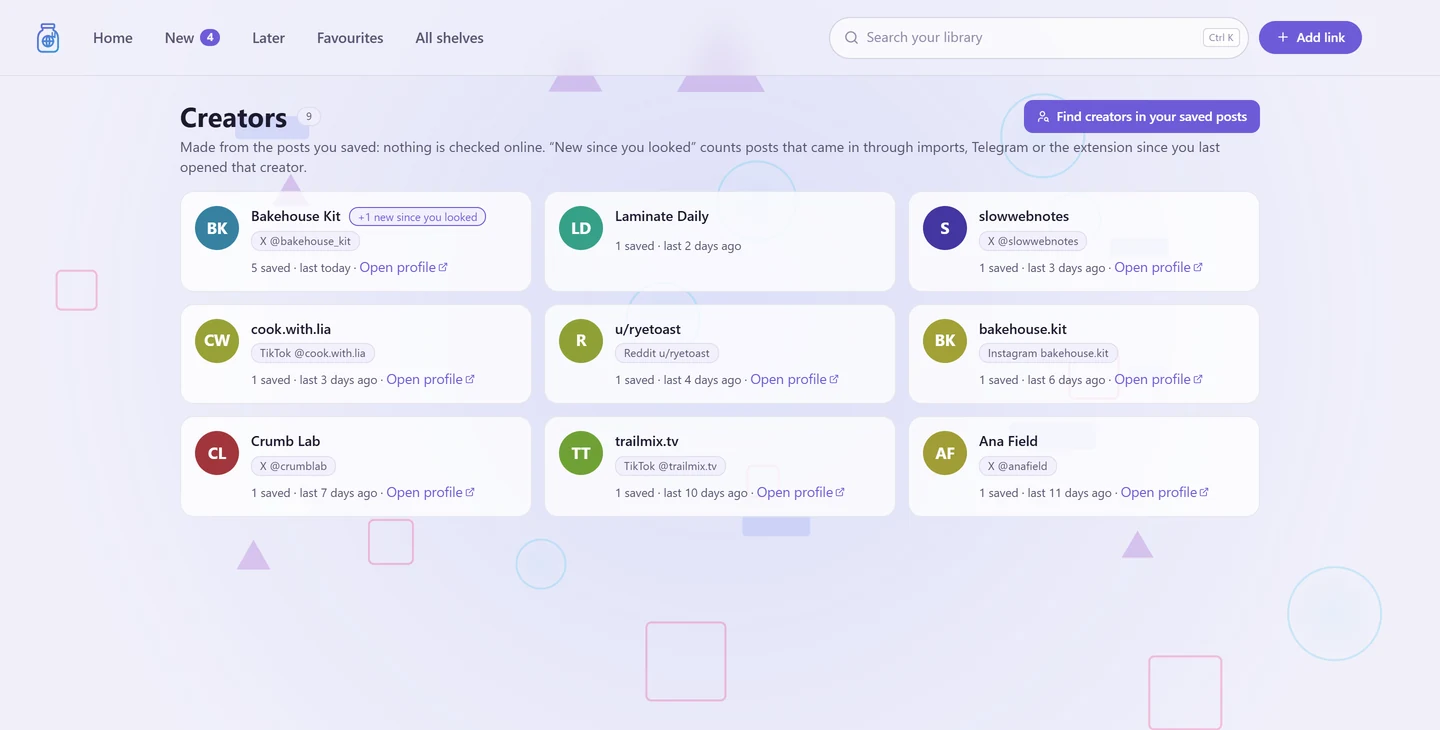 Home New 4 Later Favourites All shelves Search your library Ctrl K + Add link
Creators 9
Find creators in your saved posts
Made from the posts you saved: nothing is checked online. “New since you looked” counts posts that came in through imports, Telegram or the extension since you last
opened that creator.
BK
Bakehouse Kit +1 new since you looked
X @bakehouse_kit
5 saved · last today · Open profile
LD
Laminate Daily
1 saved · last 2 days ago
S
slowwebnotes
X @slowwebnotes
1 saved · last 3 days ago · Open profile
CW
cook.with.lia
TikTok @cook.with.lia
1 saved · last 3 days ago · Open profile
R
u/ryetoast
Reddit u/ryetoast
1 saved · last 4 days ago · Open profile
BK
bakehouse.kit
Instagram bakehouse.kit
1 saved · last 6 days ago · Open profile
CL
Crumb Lab
X @crumblab
1 saved · last 7 days ago · Open profile
TT
trailmix.tv
TikTok @trailmix.tv
1 saved · last 10 days ago · Open profile
AF
Ana Field
X @anafield
1 saved · last 11 days ago · Open profile